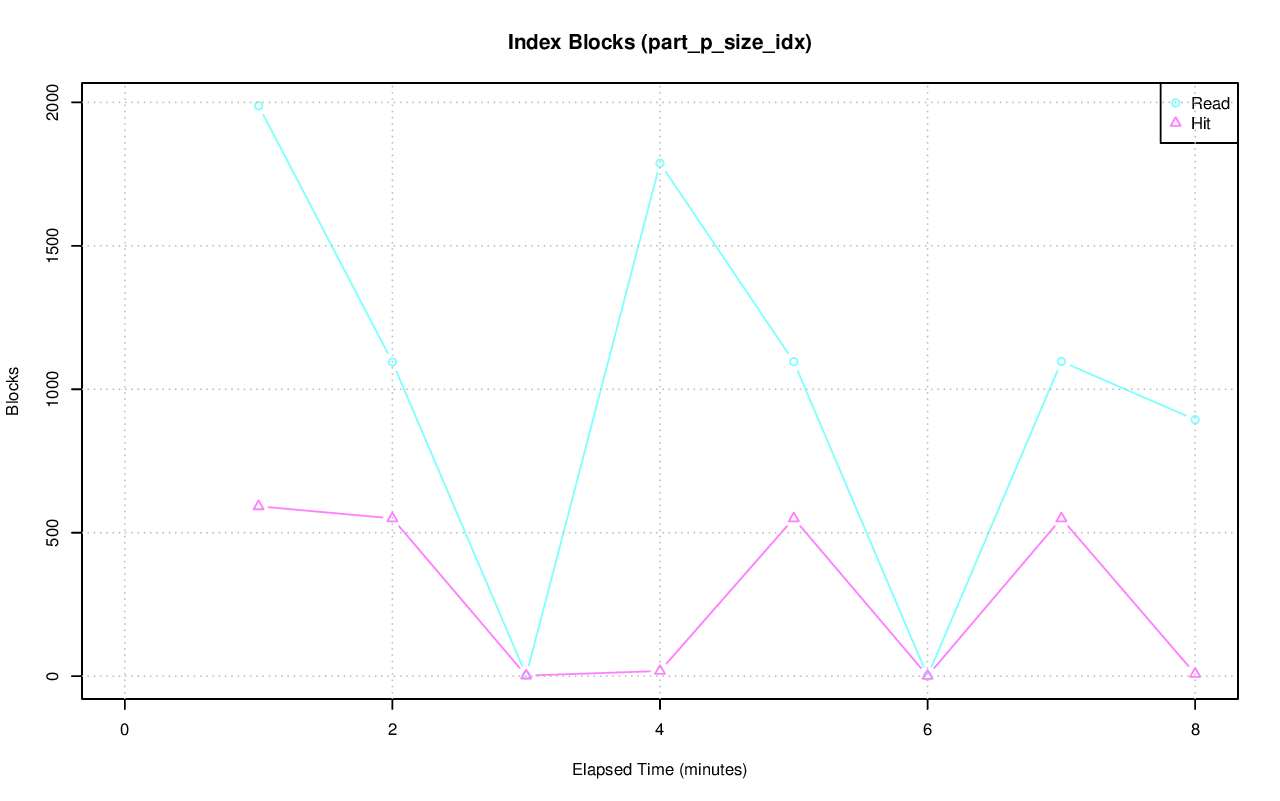 Index Blocks (part_p_size_idx)
Read
Hit
2000
1500
1000
500
0
Blocks
0 2 4 6 8
Elapsed Time (minutes)